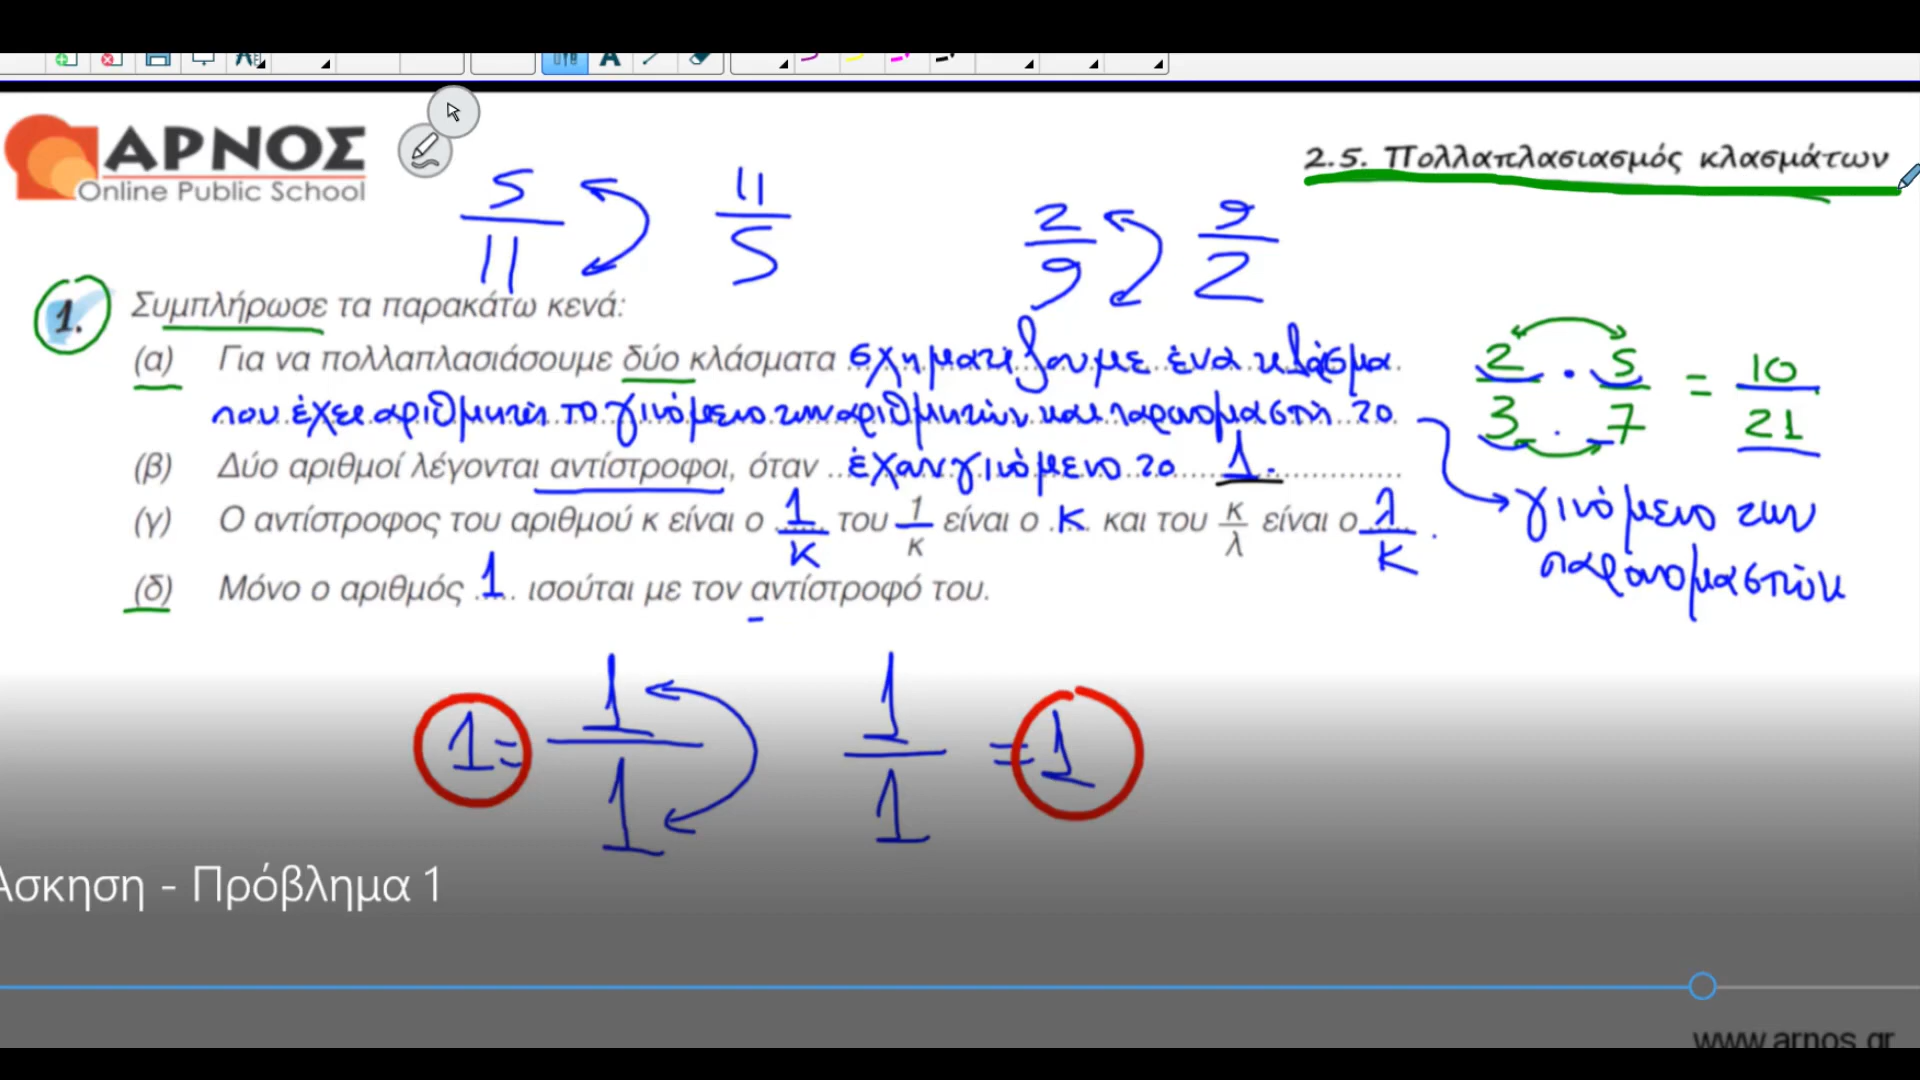 ΑΡΝΟΣ
Online Public School
2.5. Πολλαπλασιασμός κλασμάτων
5/11 11/5
2/9 9/2
1. Συμπλήρωσε τα παρακάτω κενά:
(α) Για να πολλαπλασιάσουμε δύο κλάσματα σχηματίζουμε ένα κλάσμα
που έχει αριθμητή το γινόμενο των αριθμητών και παρονομαστή το
γινόμενο των
παρονομαστών
2/3 · 5/7 = 10/21
(β) Δύο αριθμοί λέγονται αντίστροφοι, όταν έχουν γινόμενο το 1.
(γ) Ο αντίστροφος του αριθμού κ είναι ο 1/κ του 1/κ είναι ο κ και του κ/λ είναι ο λ/κ.
(δ) Μόνο ο αριθμός 1 ισούται με τον αντίστροφό του.
1 = 1/1 1/1 = 1
Άσκηση - Πρόβλημα 1
www.arnos.gr